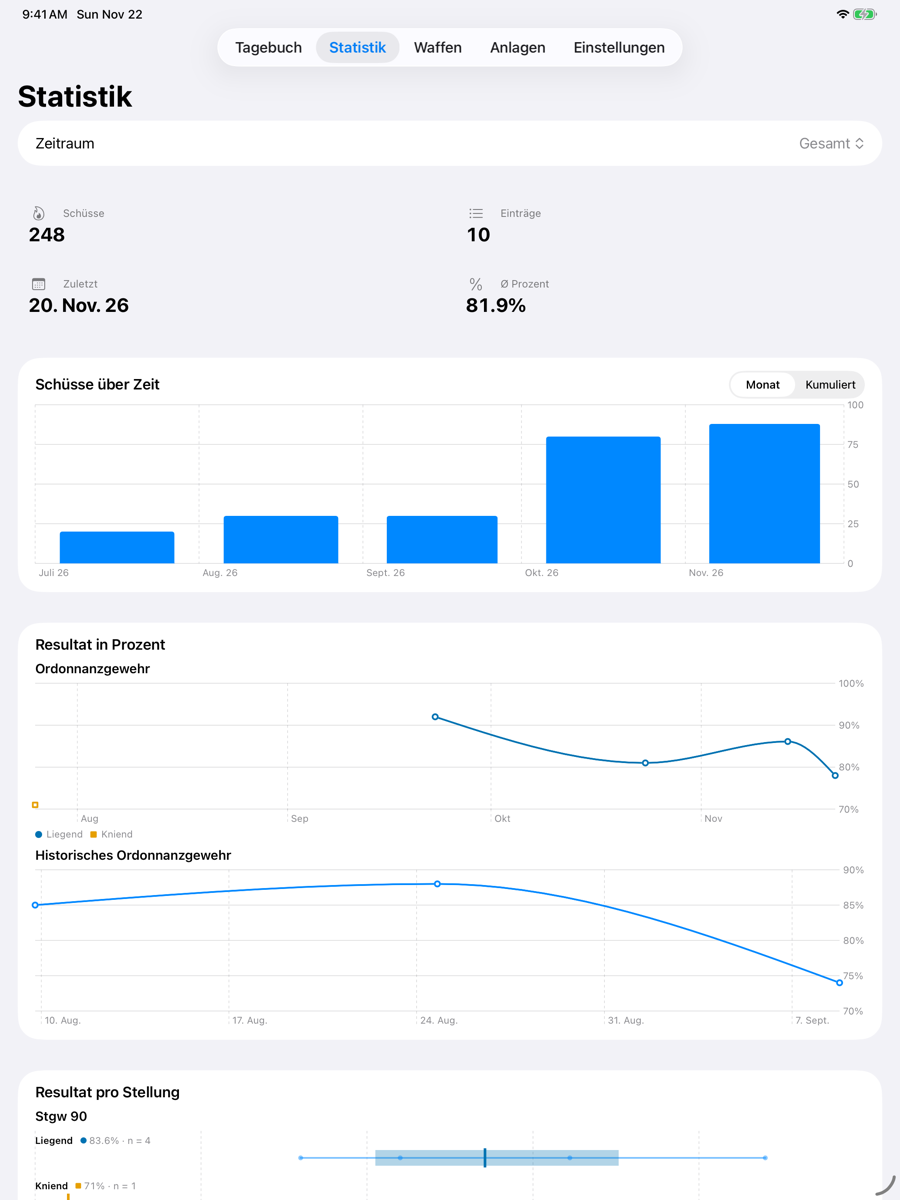 9:41 AM Sun Nov 22
Tagebuch Statistik Waffen Anlagen Einstellungen
Statistik
Zeitraum Gesamt
Schüsse Einträge
248 10
Zuletzt Ø Prozent
20. Nov. 26 81.9%
Schüsse über Zeit Monat Kumuliert
100
75
50
25
0
Juli 26 Aug. 26 Sept. 26 Okt. 26 Nov. 26
Resultat in Prozent
Ordonnanzgewehr
100%
90%
80%
70%
Aug Sep Okt Nov
Liegend Kniend
Historisches Ordonnanzgewehr
90%
85%
80%
75%
70%
10. Aug. 17. Aug. 24. Aug. 31. Aug. 7. Sept.
Resultat pro Stellung
Stgw 90
Liegend 83.6% · n = 4
Kniend 71% · n = 1